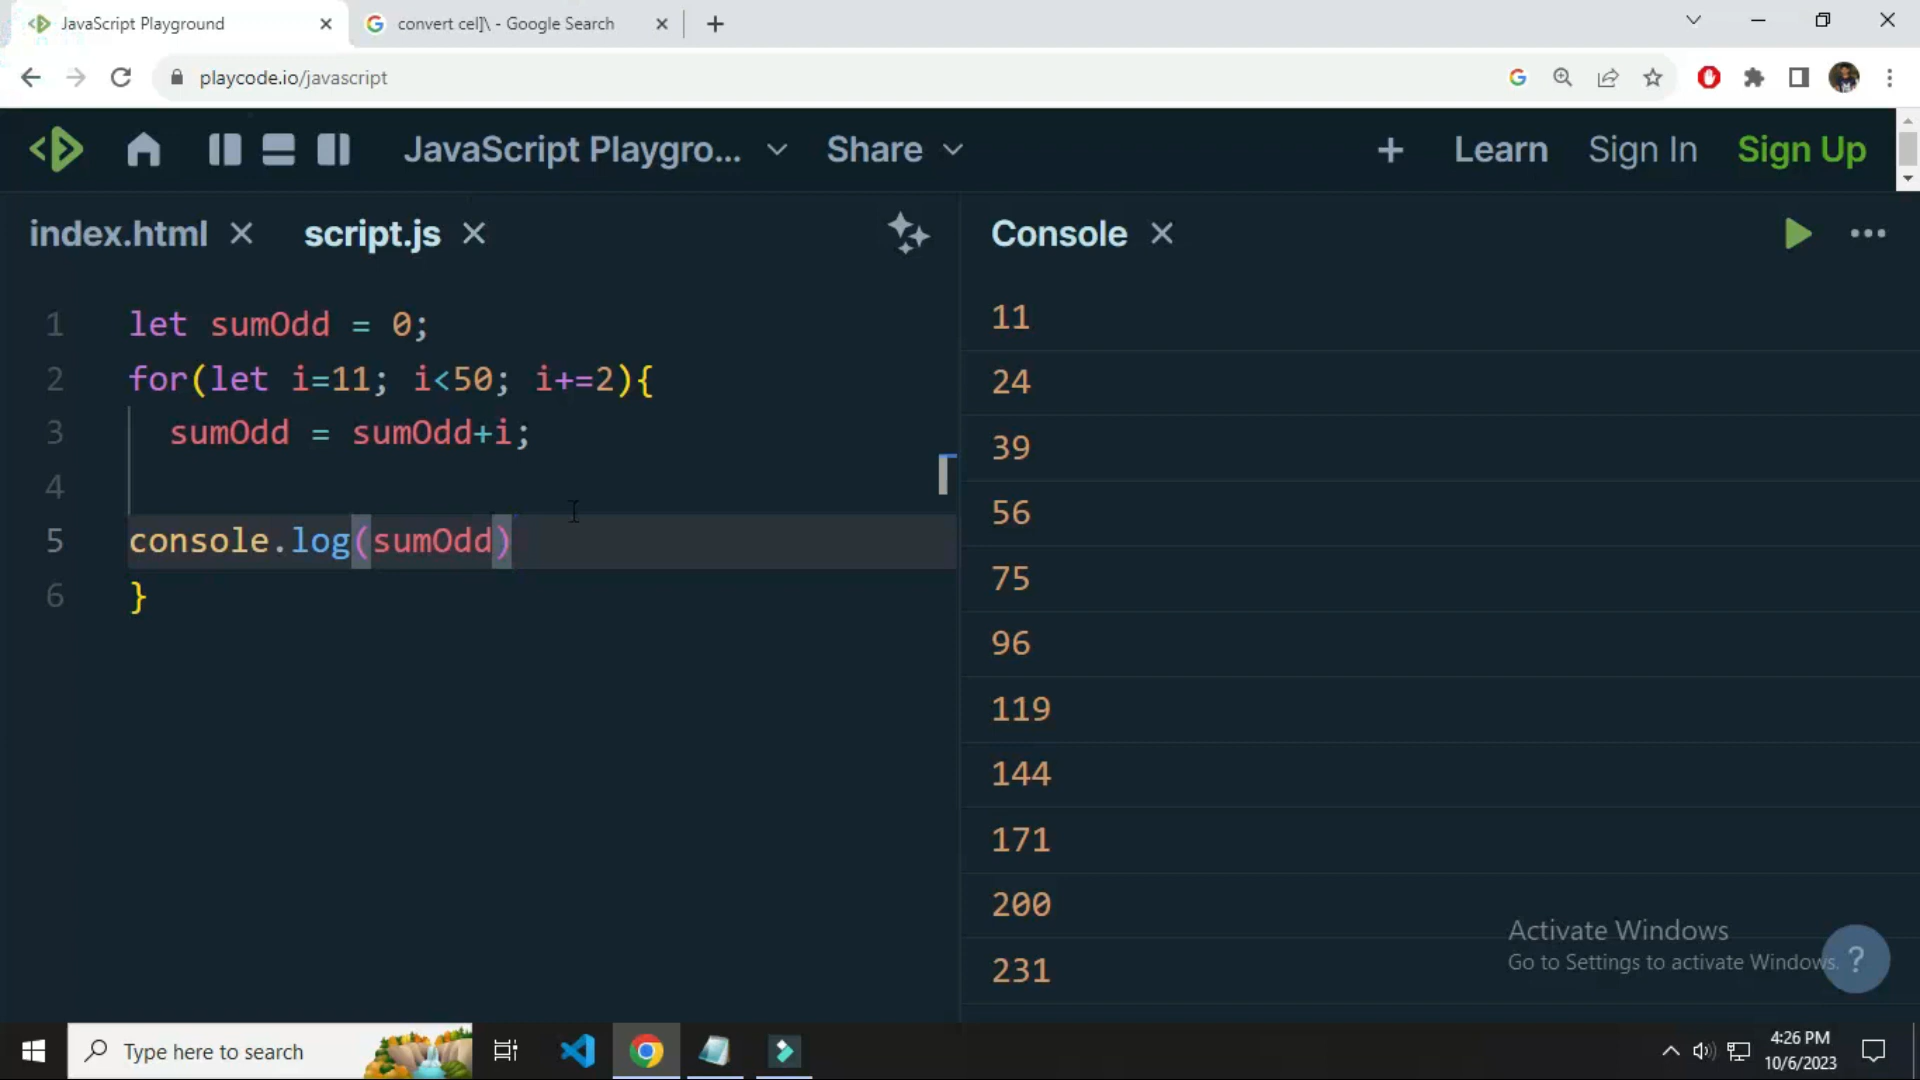 JavaScript Playground
convert cel]\ - Google Search
playcode.io/javascript
JavaScript Playgro...
Share
+ Learn Sign In Sign Up
index.html
script.js
Console
1 let sumOdd = 0;
2 for(let i=11; i<50; i+=2){
3 sumOdd = sumOdd+i;
4
5 console.log(sumOdd)
6 }
11
24
39
56
75
96
119
144
171
200
231
Activate Windows
Go to Settings to activate Windows.
?
Type here to search
4:26 PM
10/6/2023